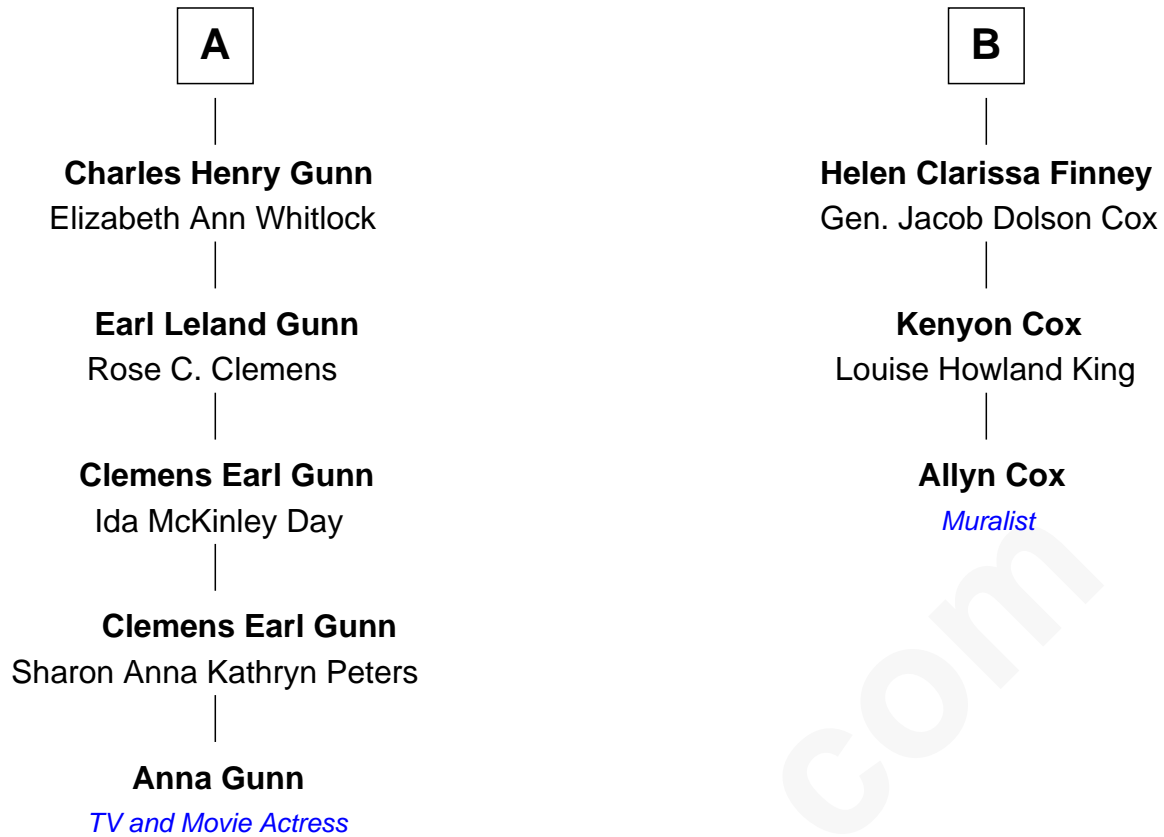 A
Charles Henry Gunn
Elizabeth Ann Whitlock
Earl Leland Gunn
Rose C. Clemens
Clemens Earl Gunn
Ida McKinley Day
Clemens Earl Gunn
Sharon Anna Kathryn Peters
Anna Gunn
TV and Movie Actress
B
Helen Clarissa Finney
Gen. Jacob Dolson Cox
Kenyon Cox
Louise Howland King
Allyn Cox
Muralist
com